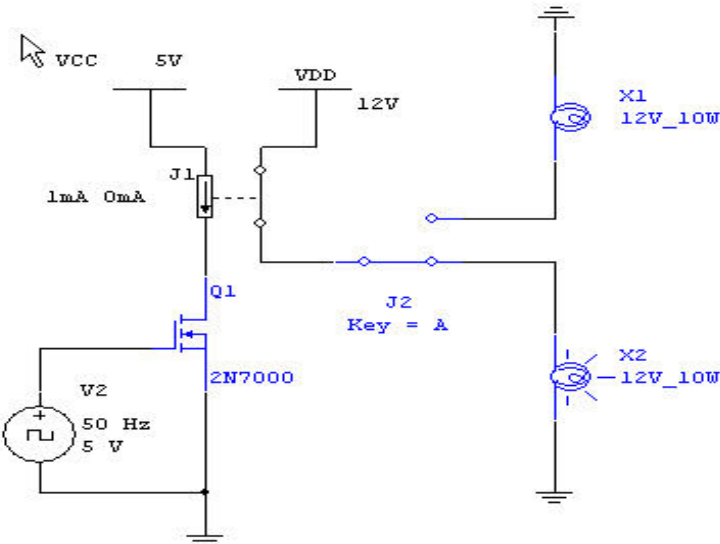 VCC 5V
VDD
12V
X1
12V_10W
J1
1mA 0mA
Q1
J2
Key = A
X2
12V_10W
2N7000
V2
50 Hz
5 V